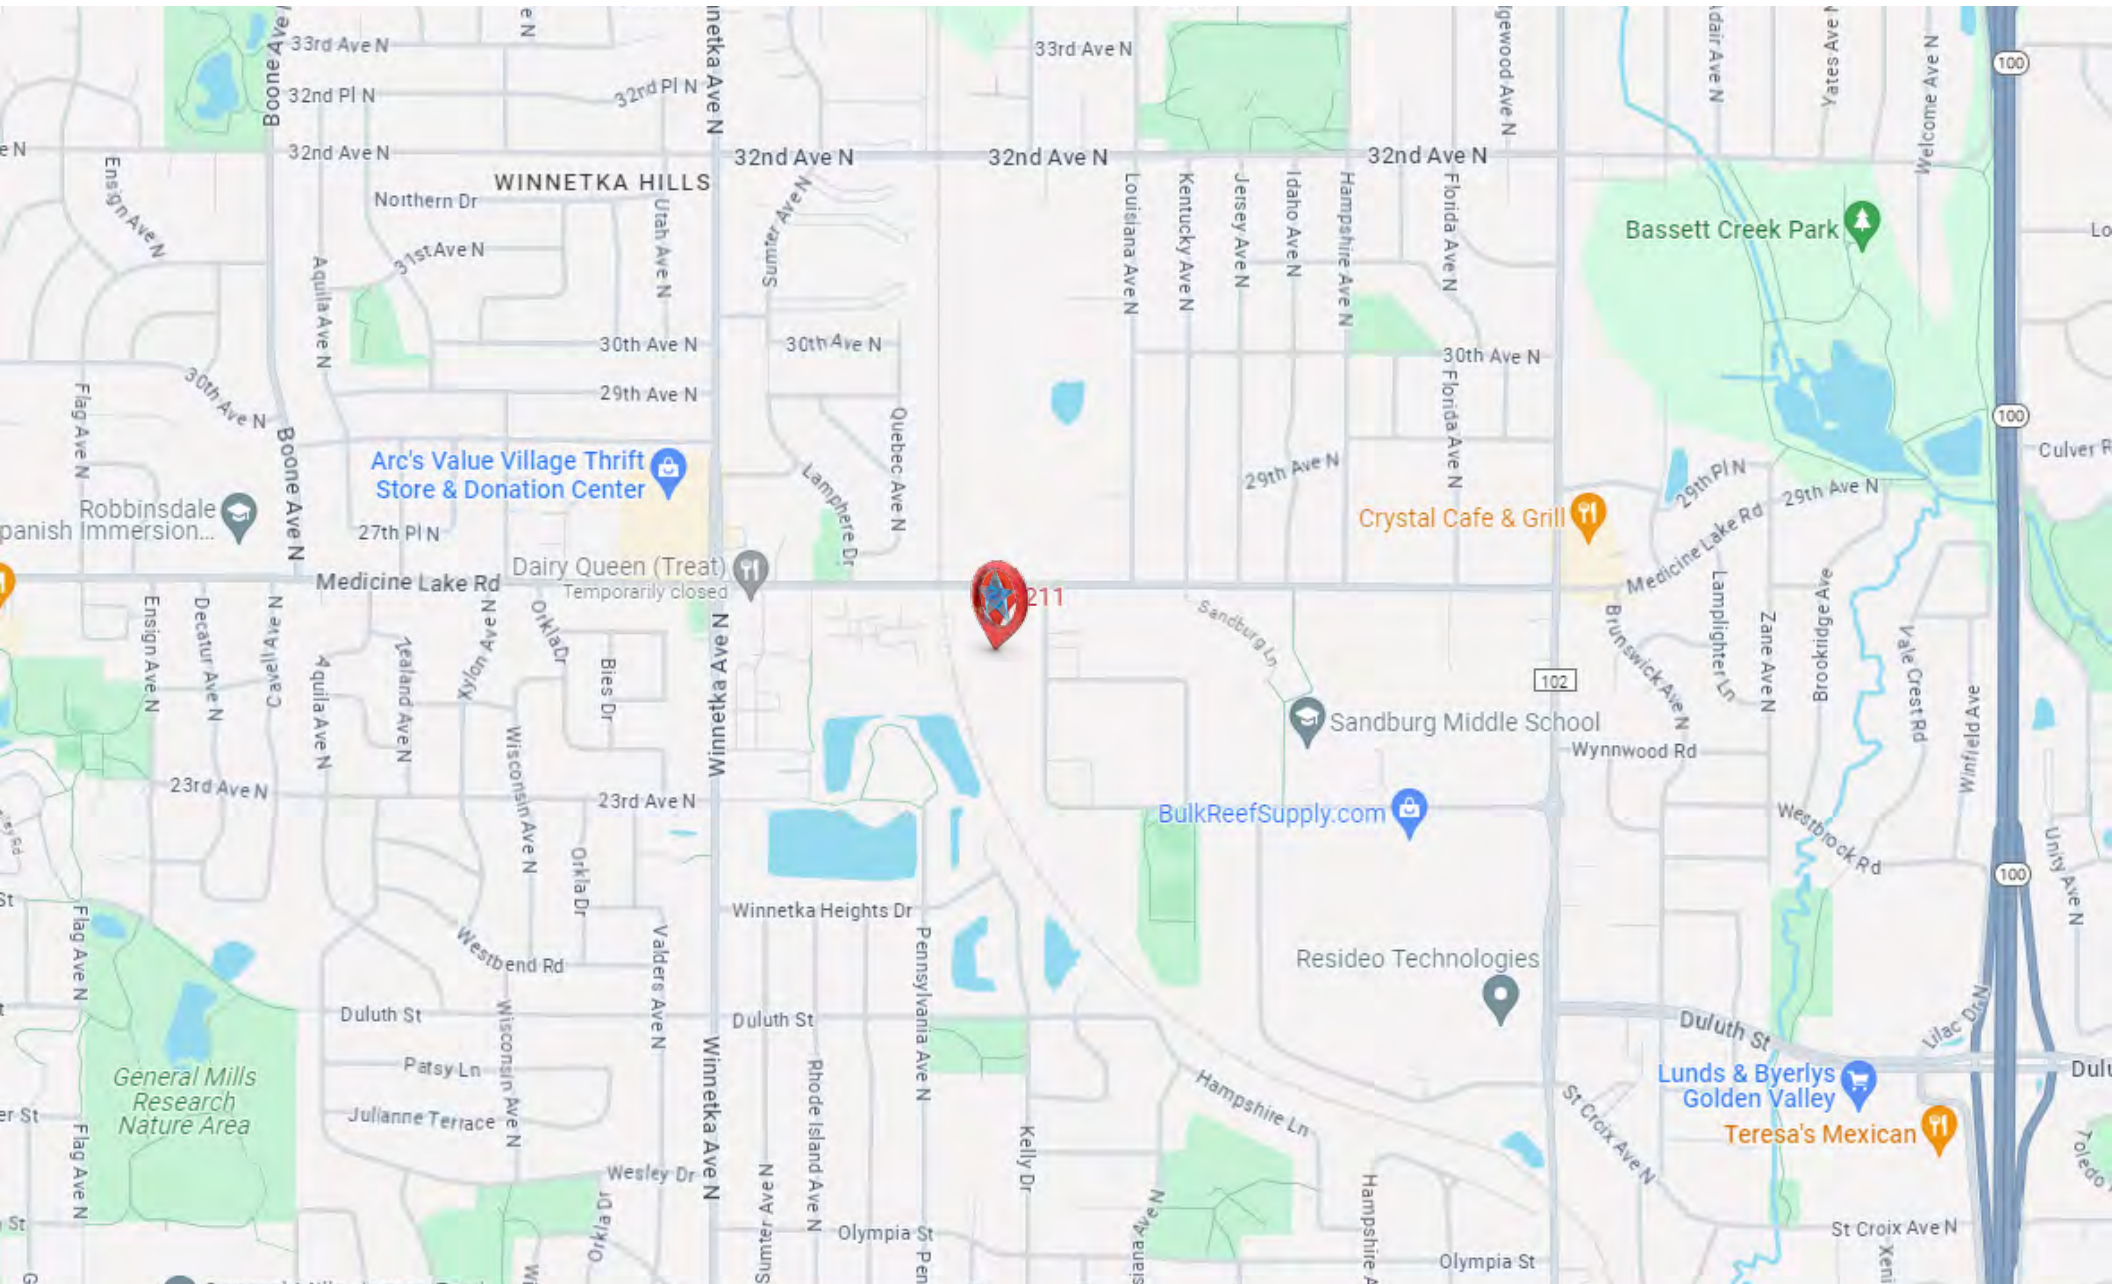 33rd Ave N
Boone Ave N
32nd Pl N
32nd Pl N
33rd Ave N
100
Welcome Ave N
32nd Ave N
32nd Ave N
32nd Ave N
32nd Ave N
WINNETKA HILLS
Ensign Ave N
Northern Dr
Utah Ave N
Sumter Ave N
Louisiana Ave N
Kentucky Ave N
Jersey Ave N
Idaho Ave N
Hampshire Ave N
Florida Ave N
Bassett Creek Park
31st Ave N
Aquila Ave N
30th Ave N
30th Ave N
30th Ave N
30th Ave N
29th Ave N
Flag Ave N
Boone Ave N
Quebec Ave N
Florida Ave N
100
Arc's Value Village Thrift
Store & Donation Center
Lamphere Dr
29th Ave N
29th Pl N
29th Ave N
Robbinsdale
panish Immersion...
27th Pl N
Crystal Cafe & Grill
Medicine Lake Rd
Dairy Queen (Treat)
Temporarily closed
Medicine Lake Rd
211
Ensign Ave N
Decatur Ave N
Cavell Ave N
Aquila Ave N
Zealand Ave N
Xylon Ave N
Orkla Dr
Bies Dr
Winnetka Ave N
Sandburg Ln
102
Brunswick Ave N
Lamplighter Ln
Zane Ave N
Brookridge Ave
Vale Crest Rd
Winfield Ave
Sandburg Middle School
Wynnwood Rd
Wisconsin Ave N
23rd Ave N
23rd Ave N
BulkReefSupply.com
Westbrock Rd
Orkla Dr
100
Unity Ave N
Flag Ave N
Winnetka Heights Dr
Westbend Rd
Valders Ave N
Pennsylvania Ave N
Resideo Technologies
Duluth St
Duluth St
Duluth St
Lilac Dr N
Wisconsin Ave N
Patsy Ln
General Mills
Research
Nature Area
Julianne Terrace
Winnetka Ave N
Rhode Island Ave N
Hampshire Ln
St Croix Ave N
Lunds & Byerlys
Golden Valley
Teresa's Mexican
Flag Ave N
Kelly Dr
Wesley Dr
Orkla Dr
Olympia St
Olympia St
St Croix Ave N